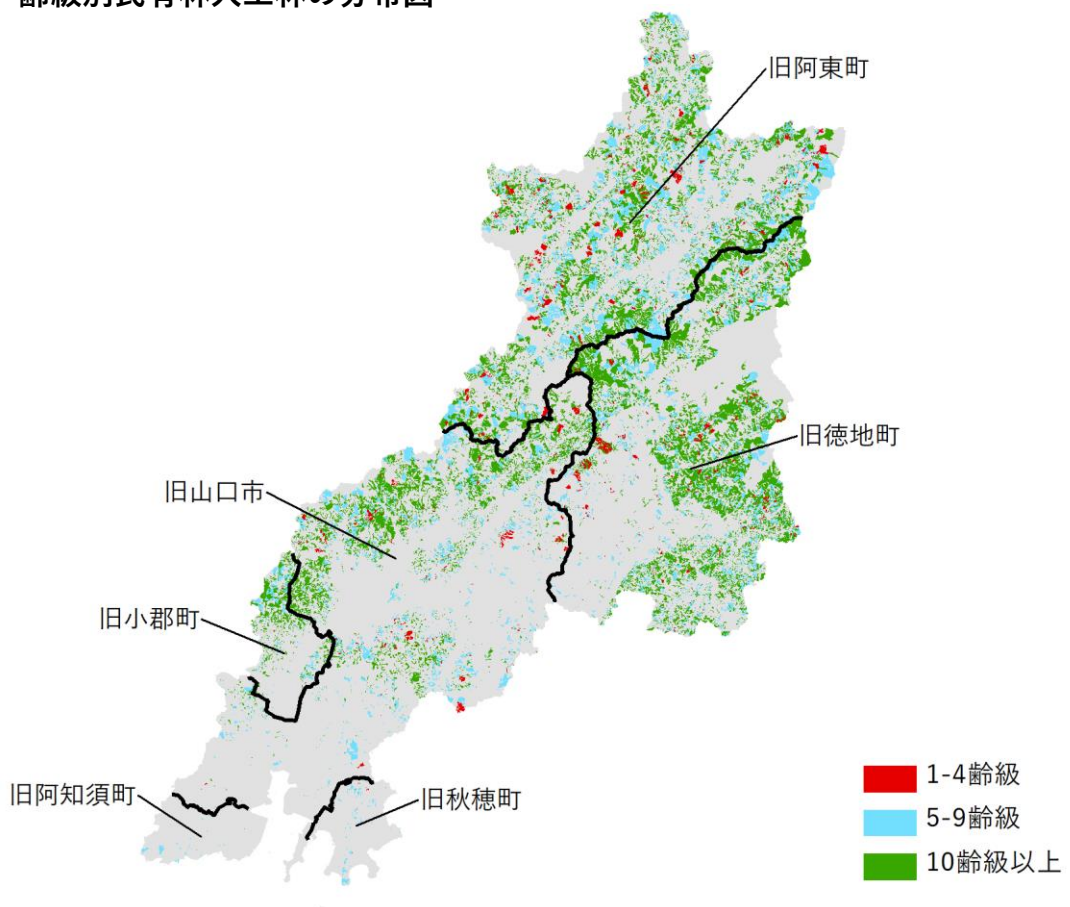 齢級別民有林人工林の分布図
旧阿東町
旧徳地町
旧山口市
旧小郡町
旧阿知須町
旧秋穂町
1-4齢級
5-9齢級
10齢級以上